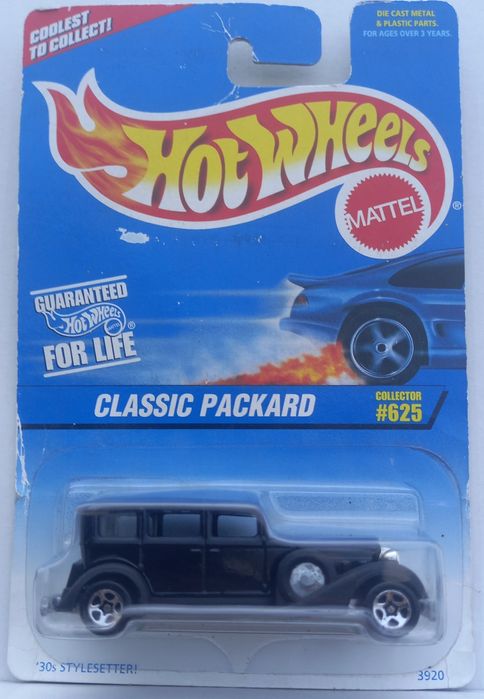 COOLEST
TO COLLECT!
DIE CAST METAL
& PLASTIC PARTS.
FOR AGES OVER 3 YEARS.
HOT WHEELS
MATTEL
®
GUARANTEED
HOT WHEELS
®
FOR LIFE
CLASSIC PACKARD
COLLECTOR
#625
'30s STYLESETTER!
3920